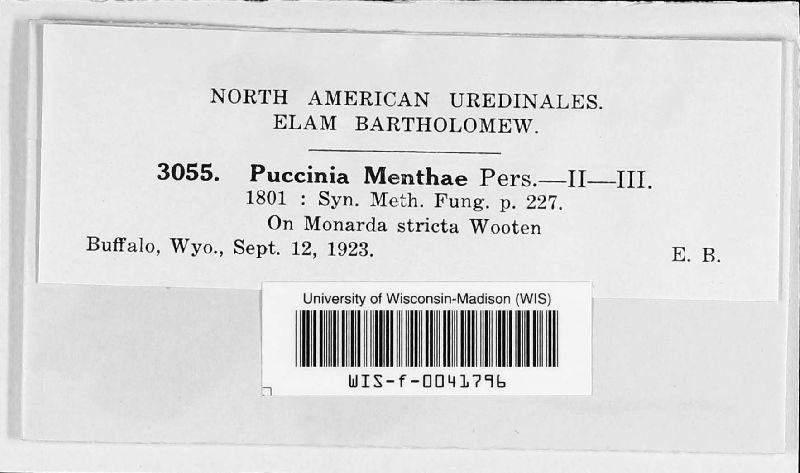 NORTH AMERICAN UREDINALES.
ELAM BARTHOLOMEW.
3055. Puccinia Menthae Pers.—II—III.
1801 : Syn. Meth. Fung. p. 227.
On Monarda stricta Wooten
Buffalo, Wyo., Sept. 12, 1923. E. B.
University of Wisconsin-Madison (WIS)
WIS-f-0041796